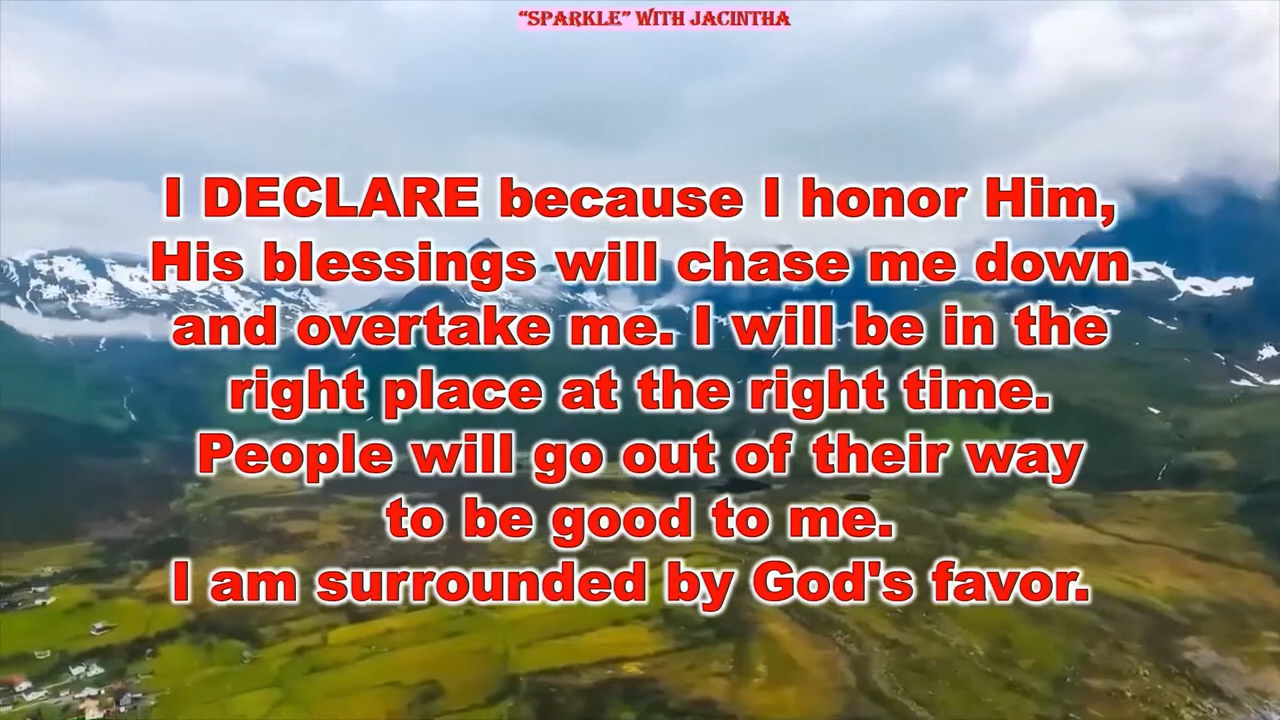 “SPARKLE” WITH JACINTHA
I DECLARE because I honor Him,
His blessings will chase me down
and overtake me. I will be in the
right place at the right time.
People will go out of their way
to be good to me.
I am surrounded by God's favor.